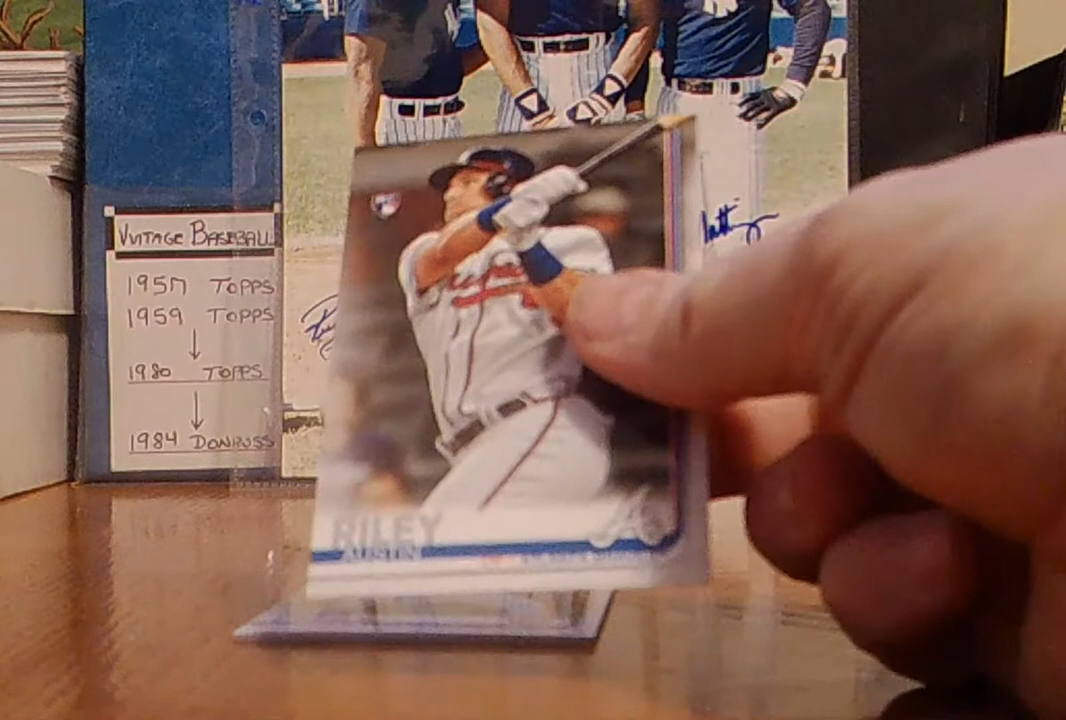 VINTAGE BASEBALL
1957 TOPPS
1959 TOPPS
1980 TOPPS
1984 DONRUSS
RILEY
AUSTIN